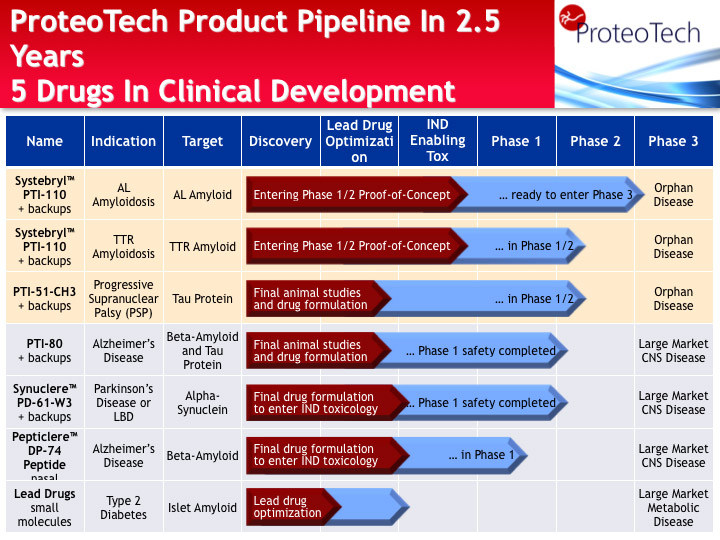 ProteoTech Product Pipeline In 2.5
Years
5 Drugs In Clinical Development
ProteoTech
Name
Indication
Target
Discovery
Lead Drug
Optimizati
on
IND
Enabling
Tox
Phase 1
Phase 2
Phase 3
Systebryl™
PTI-110
+ backups
AL
Amyloidosis
AL Amyloid
Entering Phase 1/2 Proof-of-Concept
… ready to enter Phase 3
Orphan
Disease
Systebryl™
PTI-110
+ backups
TTR
Amyloidosis
TTR Amyloid
Entering Phase 1/2 Proof-of-Concept
… in Phase 1/2
Orphan
Disease
PTI-51-CH3
+ backups
Progressive
Supranuclear
Palsy (PSP)
Tau Protein
Final animal studies
and drug formulation
… in Phase 1/2
Orphan
Disease
PTI-80
+ backups
Alzheimer’s
Disease
Beta-Amyloid
and Tau
Protein
Final animal studies
and drug formulation
… Phase 1 safety completed
Large Market
CNS Disease
Synuclere™
PD-61-W3
+ backups
Parkinson’s
Disease or
LBD
Alpha-
Synuclein
Final drug formulation
to enter IND toxicology
… Phase 1 safety completed
Large Market
CNS Disease
Pepticlere™
DP-74
Peptide
nasal
Alzheimer’s
Disease
Beta-Amyloid
Final drug formulation
to enter IND toxicology
… in Phase 1
Large Market
CNS Disease
Lead Drugs
small
molecules
Type 2
Diabetes
Islet Amyloid
Lead drug
optimization
Large Market
Metabolic
Disease